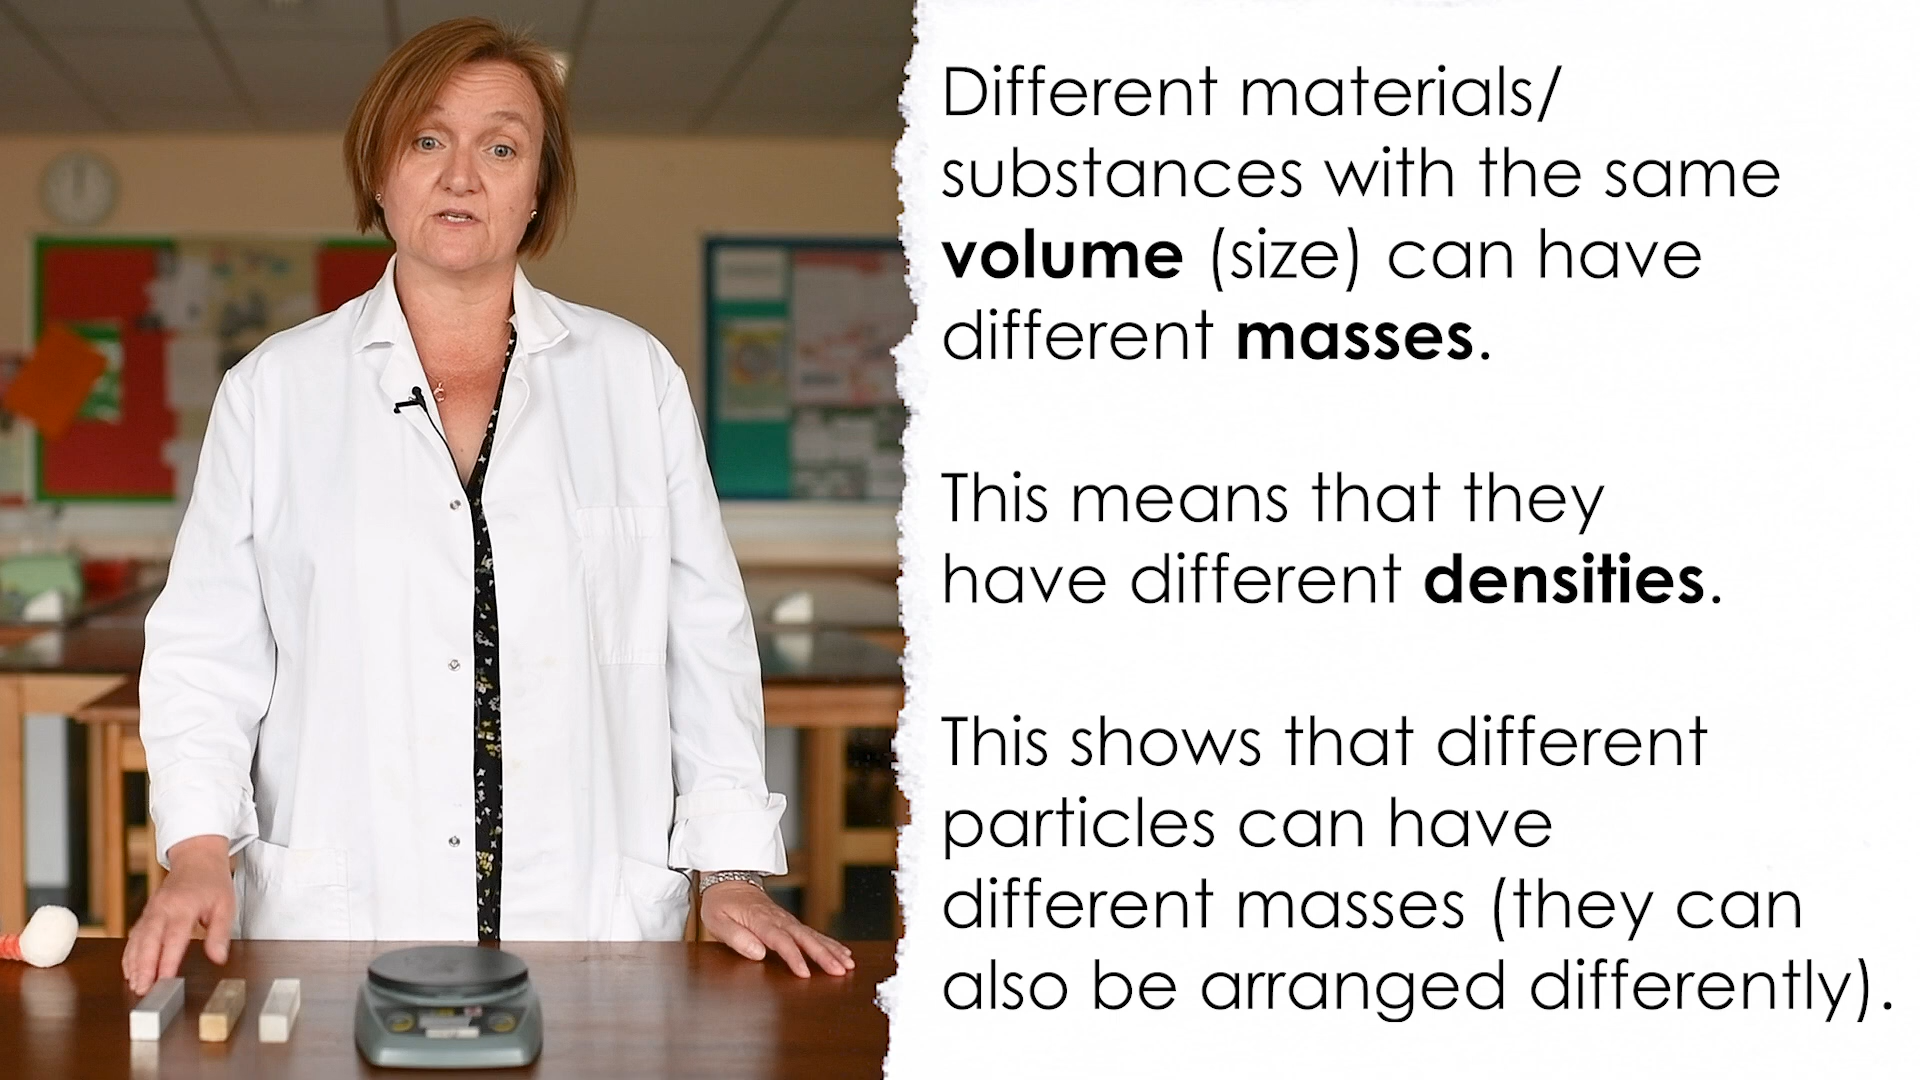 Different materials/
substances with the same
volume (size) can have
different masses.
This means that they
have different densities.
This shows that different
particles can have
different masses (they can
also be arranged differently).